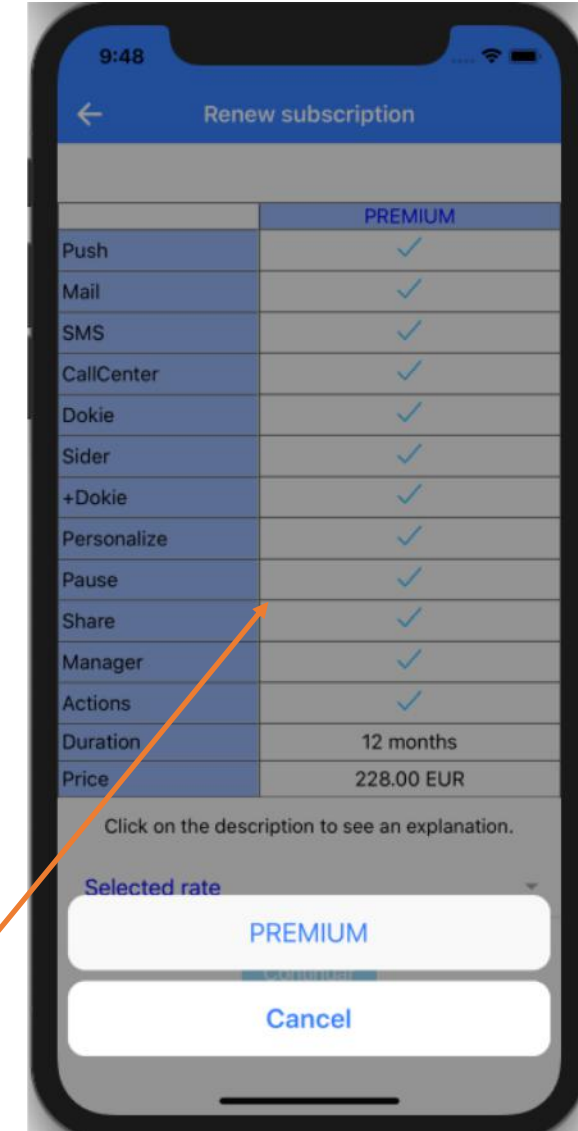 9:48
Renew subscription
PREMIUM
Push
Mail
SMS
CallCenter
Dokie
Sider
+Dokie
Personalize
Pause
Share
Manager
Actions
Duration 12 months
Price 228.00 EUR
Click on the description to see an explanation.
Selected rate
PREMIUM
Continuar
Cancel